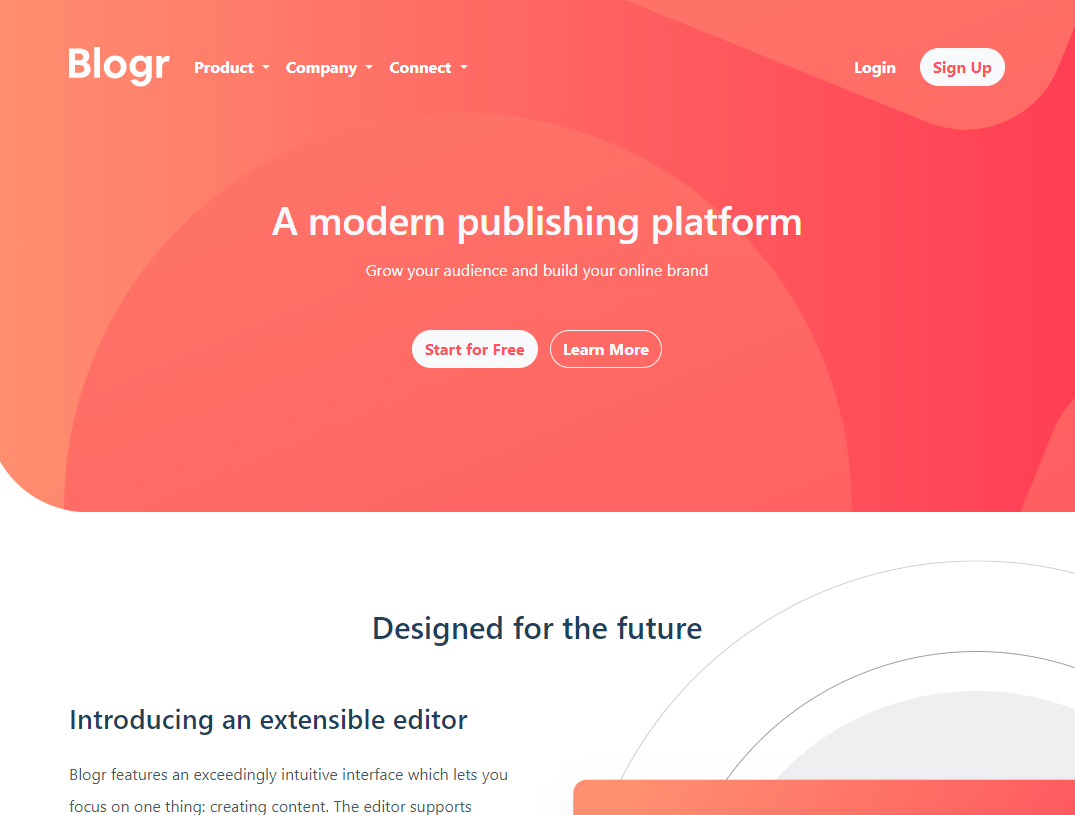 Blogr
Product
Company
Connect
Login
Sign Up
A modern publishing platform
Grow your audience and build your online brand
Start for Free
Learn More
Designed for the future
Introducing an extensible editor
Blogr features an exceedingly intuitive interface which lets you
focus on one thing: creating content. The editor supports